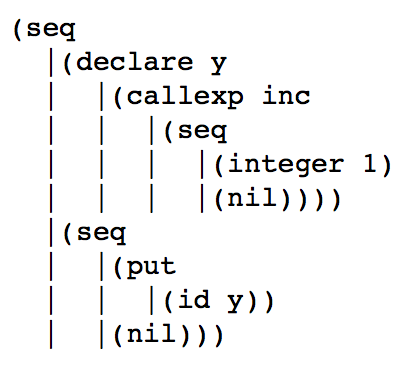 (seq
  |(declare y
  |  |(callexp inc
  |  |  |(seq
  |  |  |  |(integer 1)
  |  |  |  |(nil))))
  |(seq
  |  |(put
  |  |  |(id y))
  |  |(nil)))